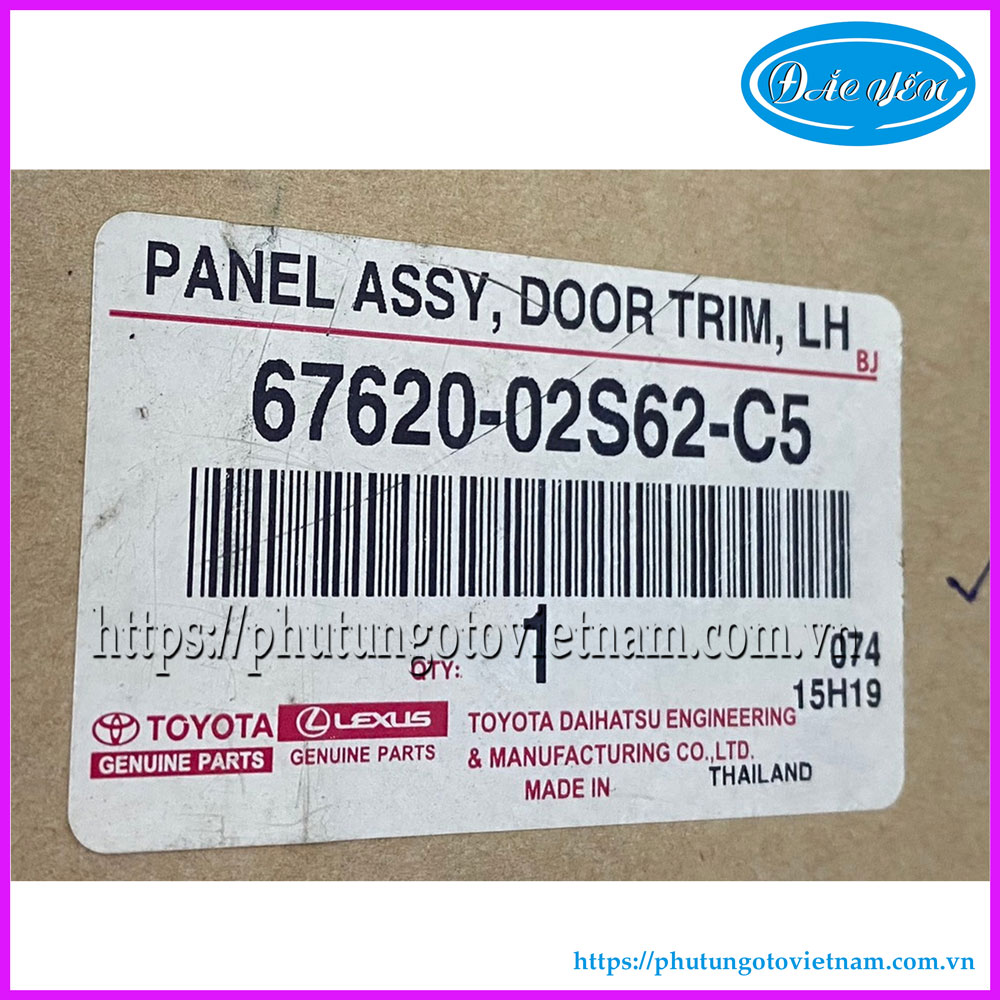 ĐẮC YẾN
PANEL ASSY, DOOR TRIM, LH
BJ
67620-02S62-C5
https://phutungotovietnam.com.vn
QTY: 1
074
15H19
TOYOTA
GENUINE PARTS
LEXUS
GENUINE PARTS
TOYOTA DAIHATSU ENGINEERING
& MANUFACTURING CO.,LTD.
MADE IN THAILAND
https://phutungotovietnam.com.vn